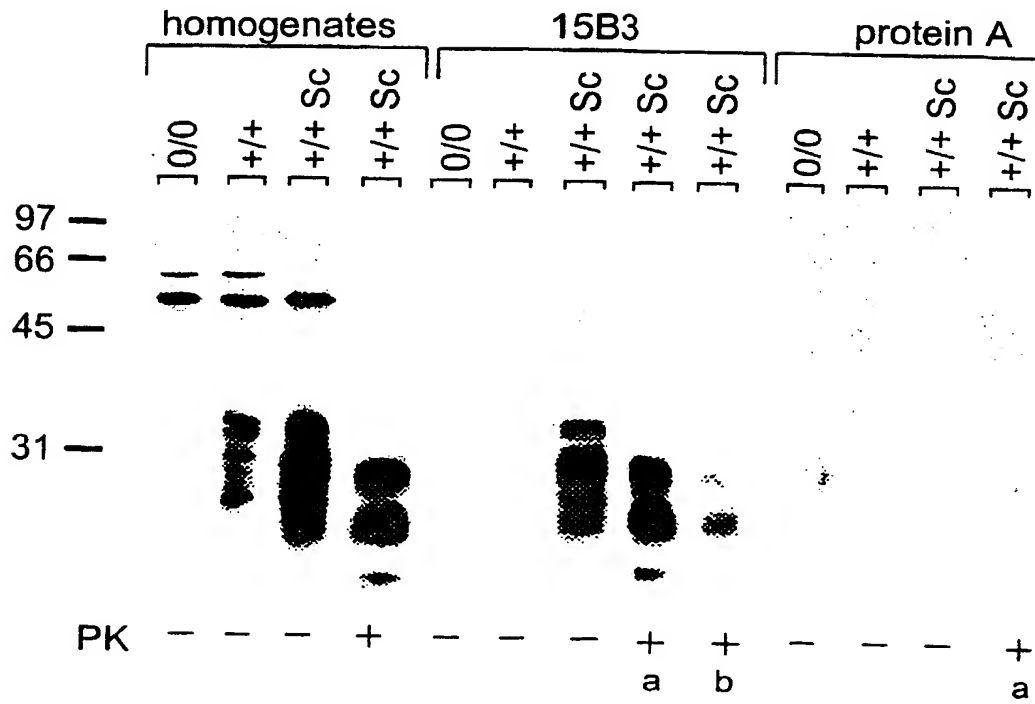 homogenates 15B3 protein A
]0/0 ]+/+ ]+/+ Sc ]+/+ Sc ]0/0 ]+/+ ]+/+ Sc ]+/+ Sc ]+/+ Sc ]0/0 ]+/+ ]+/+ Sc ]+/+ Sc
97
66
45
31
PK − − − + − − − + + − − − +
a b a